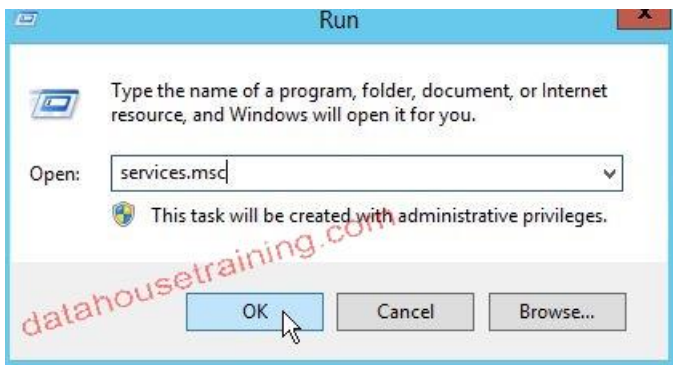 Run
x
Type the name of a program, folder, document, or Internet
resource, and Windows will open it for you.
Open:
services.msc
This task will be created with administrative privileges.
datahousetraining.com
OK
Cancel
Browse...